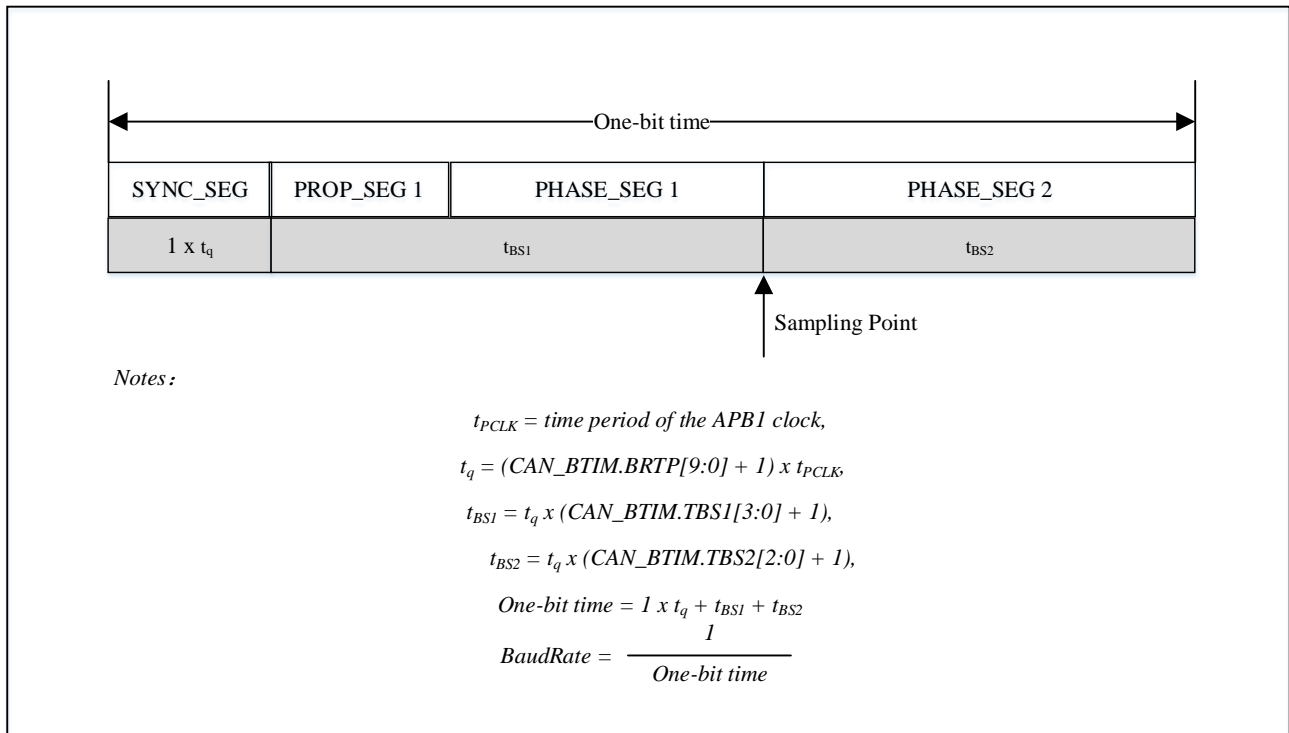 One-bit time
SYNC_SEG PROP_SEG 1 PHASE_SEG 1 PHASE_SEG 2
1 x tq tBS1 tBS2
Sampling Point
Notes：
tPCLK = time period of the APB1 clock,
tq = (CAN_BTIM.BRTP[9:0] + 1) x tPCLK,
tBS1 = tq x (CAN_BTIM.TBS1[3:0] + 1),
tBS2 = tq x (CAN_BTIM.TBS2[2:0] + 1),
One-bit time = 1 x tq + tBS1 + tBS2
1
BaudRate =
One-bit time